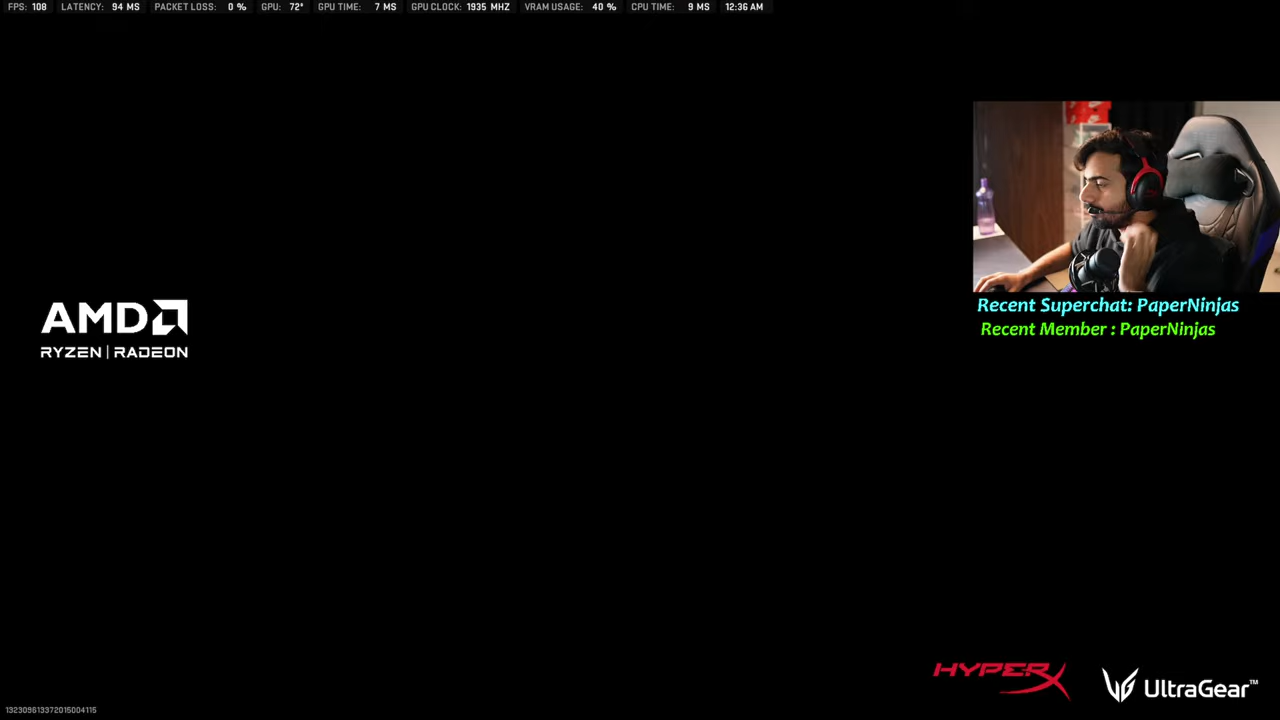 FPS: 108 LATENCY: 94 MS PACKET LOSS: 0 % GPU: 72° GPU TIME: 7 MS GPU CLOCK: 1935 MHZ VRAM USAGE: 40 % CPU TIME: 9 MS 12:36 AM
Recent Superchat: PaperNinjas
Recent Member : PaperNinjas
AMD
RYZEN | RADEON
HYPERX
UltraGear™
132309613372015004115